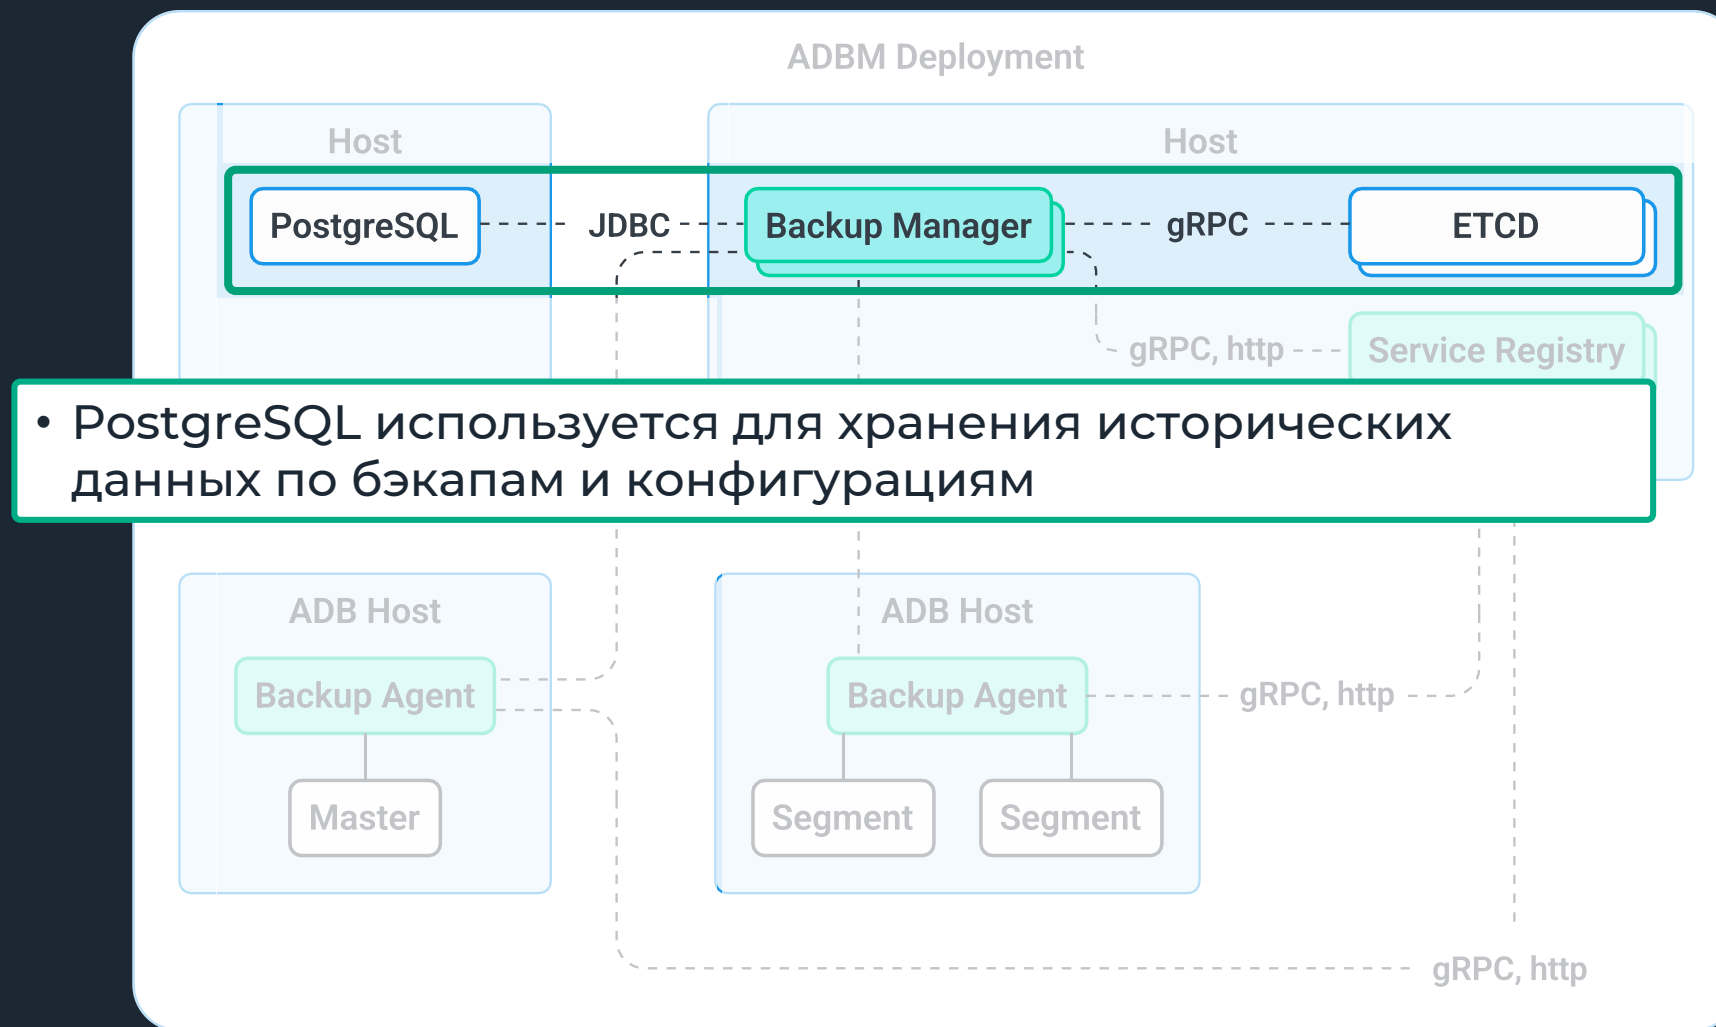 ADBM Deployment
Host
Host
PostgreSQL
JDBC
Backup Manager
gRPC
ETCD
gRPC, http
Service Registry
• PostgreSQL используется для хранения исторических
данных по бэкапам и конфигурациям
ADB Host
ADB Host
Backup Agent
Backup Agent
gRPC, http
Master
Segment
Segment
gRPC, http